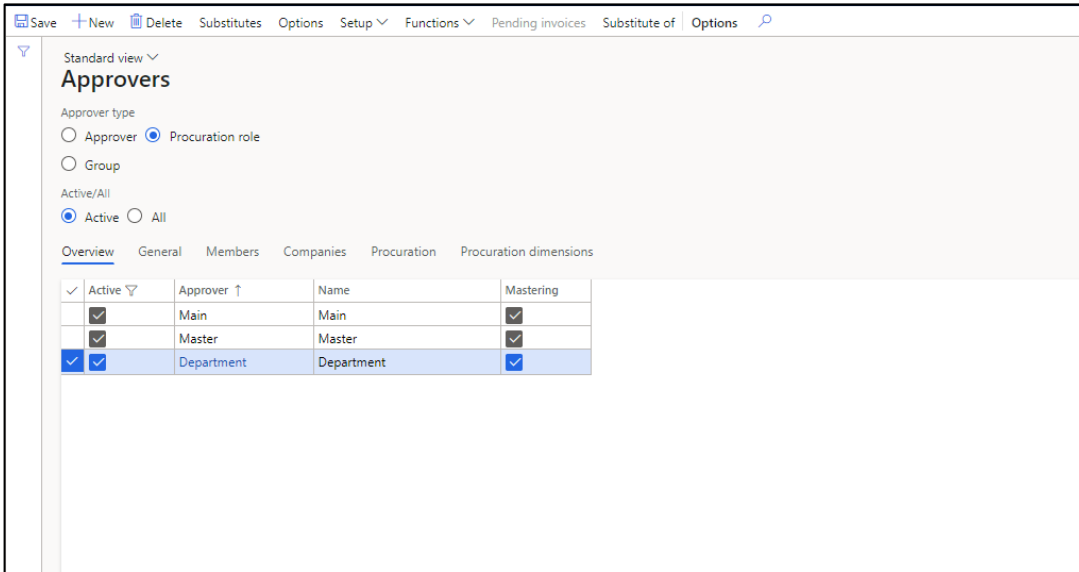 Save New Delete Substitutes Options Setup Functions Pending invoices Substitute of Options
Standard view
Approvers
Approver type
Approver Procuration role
Group
Active/All
Active All
Overview General Members Companies Procuration Procuration dimensions
Active Approver ↑ Name Mastering
Main Main
Master Master
Department Department